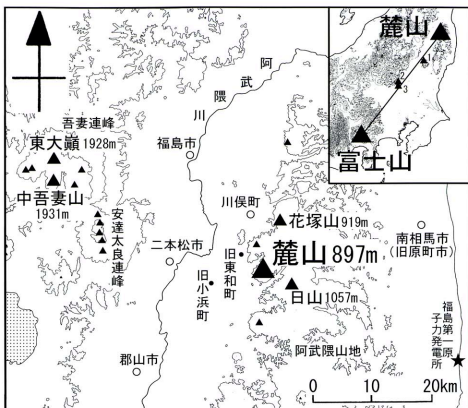 麓山
1
2
3
富士山
阿
武
隈
川
吾妻連峰
東大巓 1928m
福島市
中吾妻山
1931m
川俣町
花塚山 919m
南相馬市
(旧原町市)
安達太良連峰
二本松市
旧東和町
麓山 897m
旧小浜町
日山 1057m
福島第一原
子力発電所
阿武隈山地
郡山市
0 10 20km